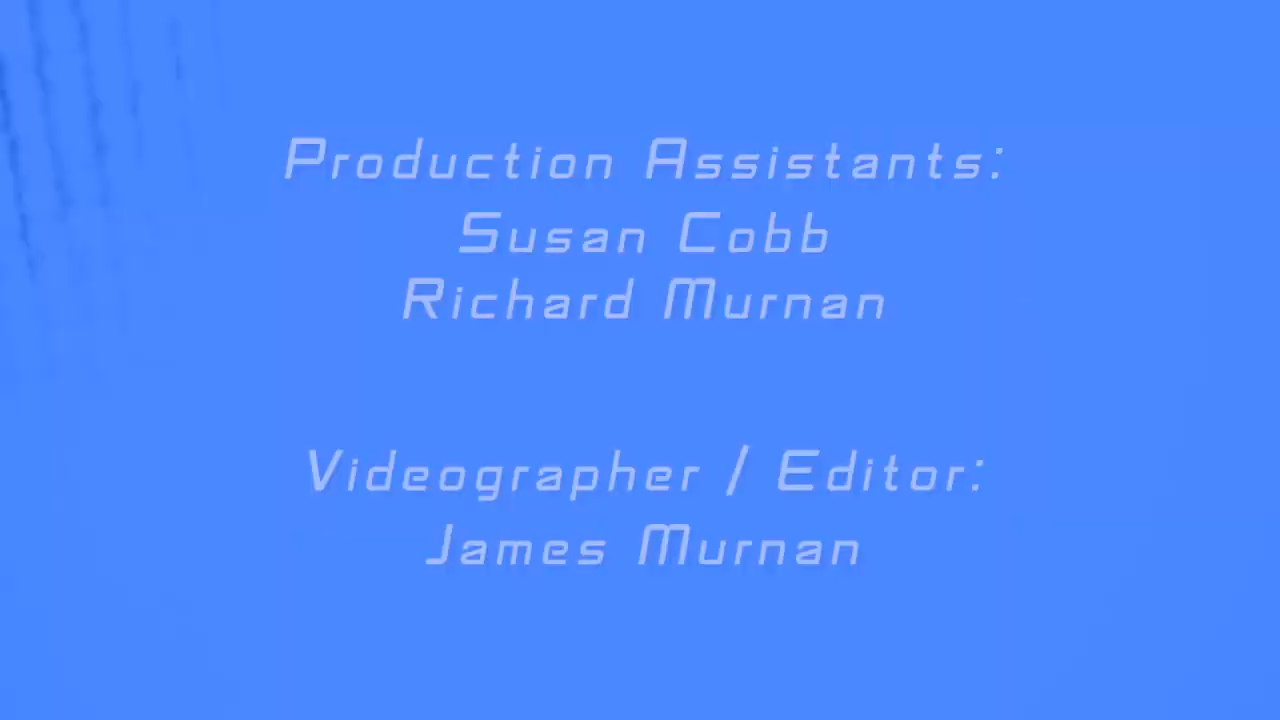 Production Assistants:
Susan Cobb
Richard Murnan
Videographer / Editor:
James Murnan